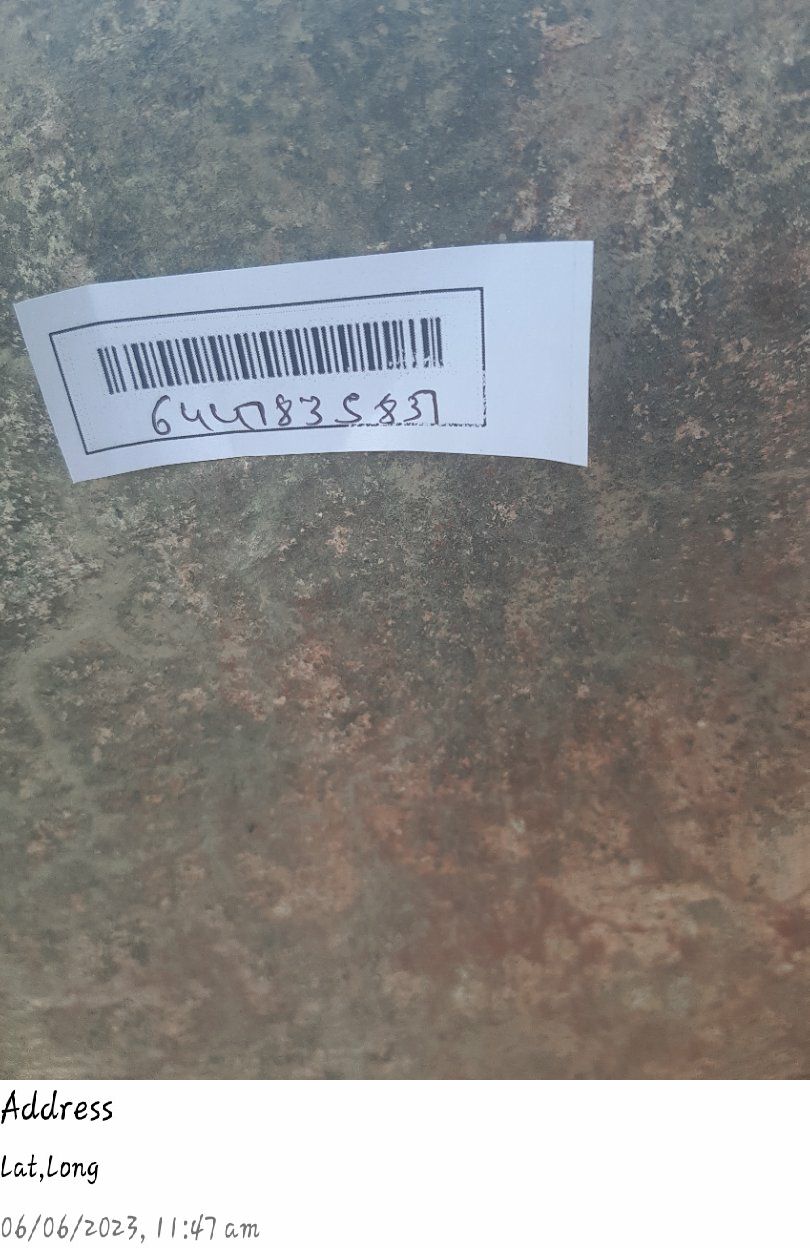 6447835837
Address
Lat,Long
06/06/2023, 11:47 am